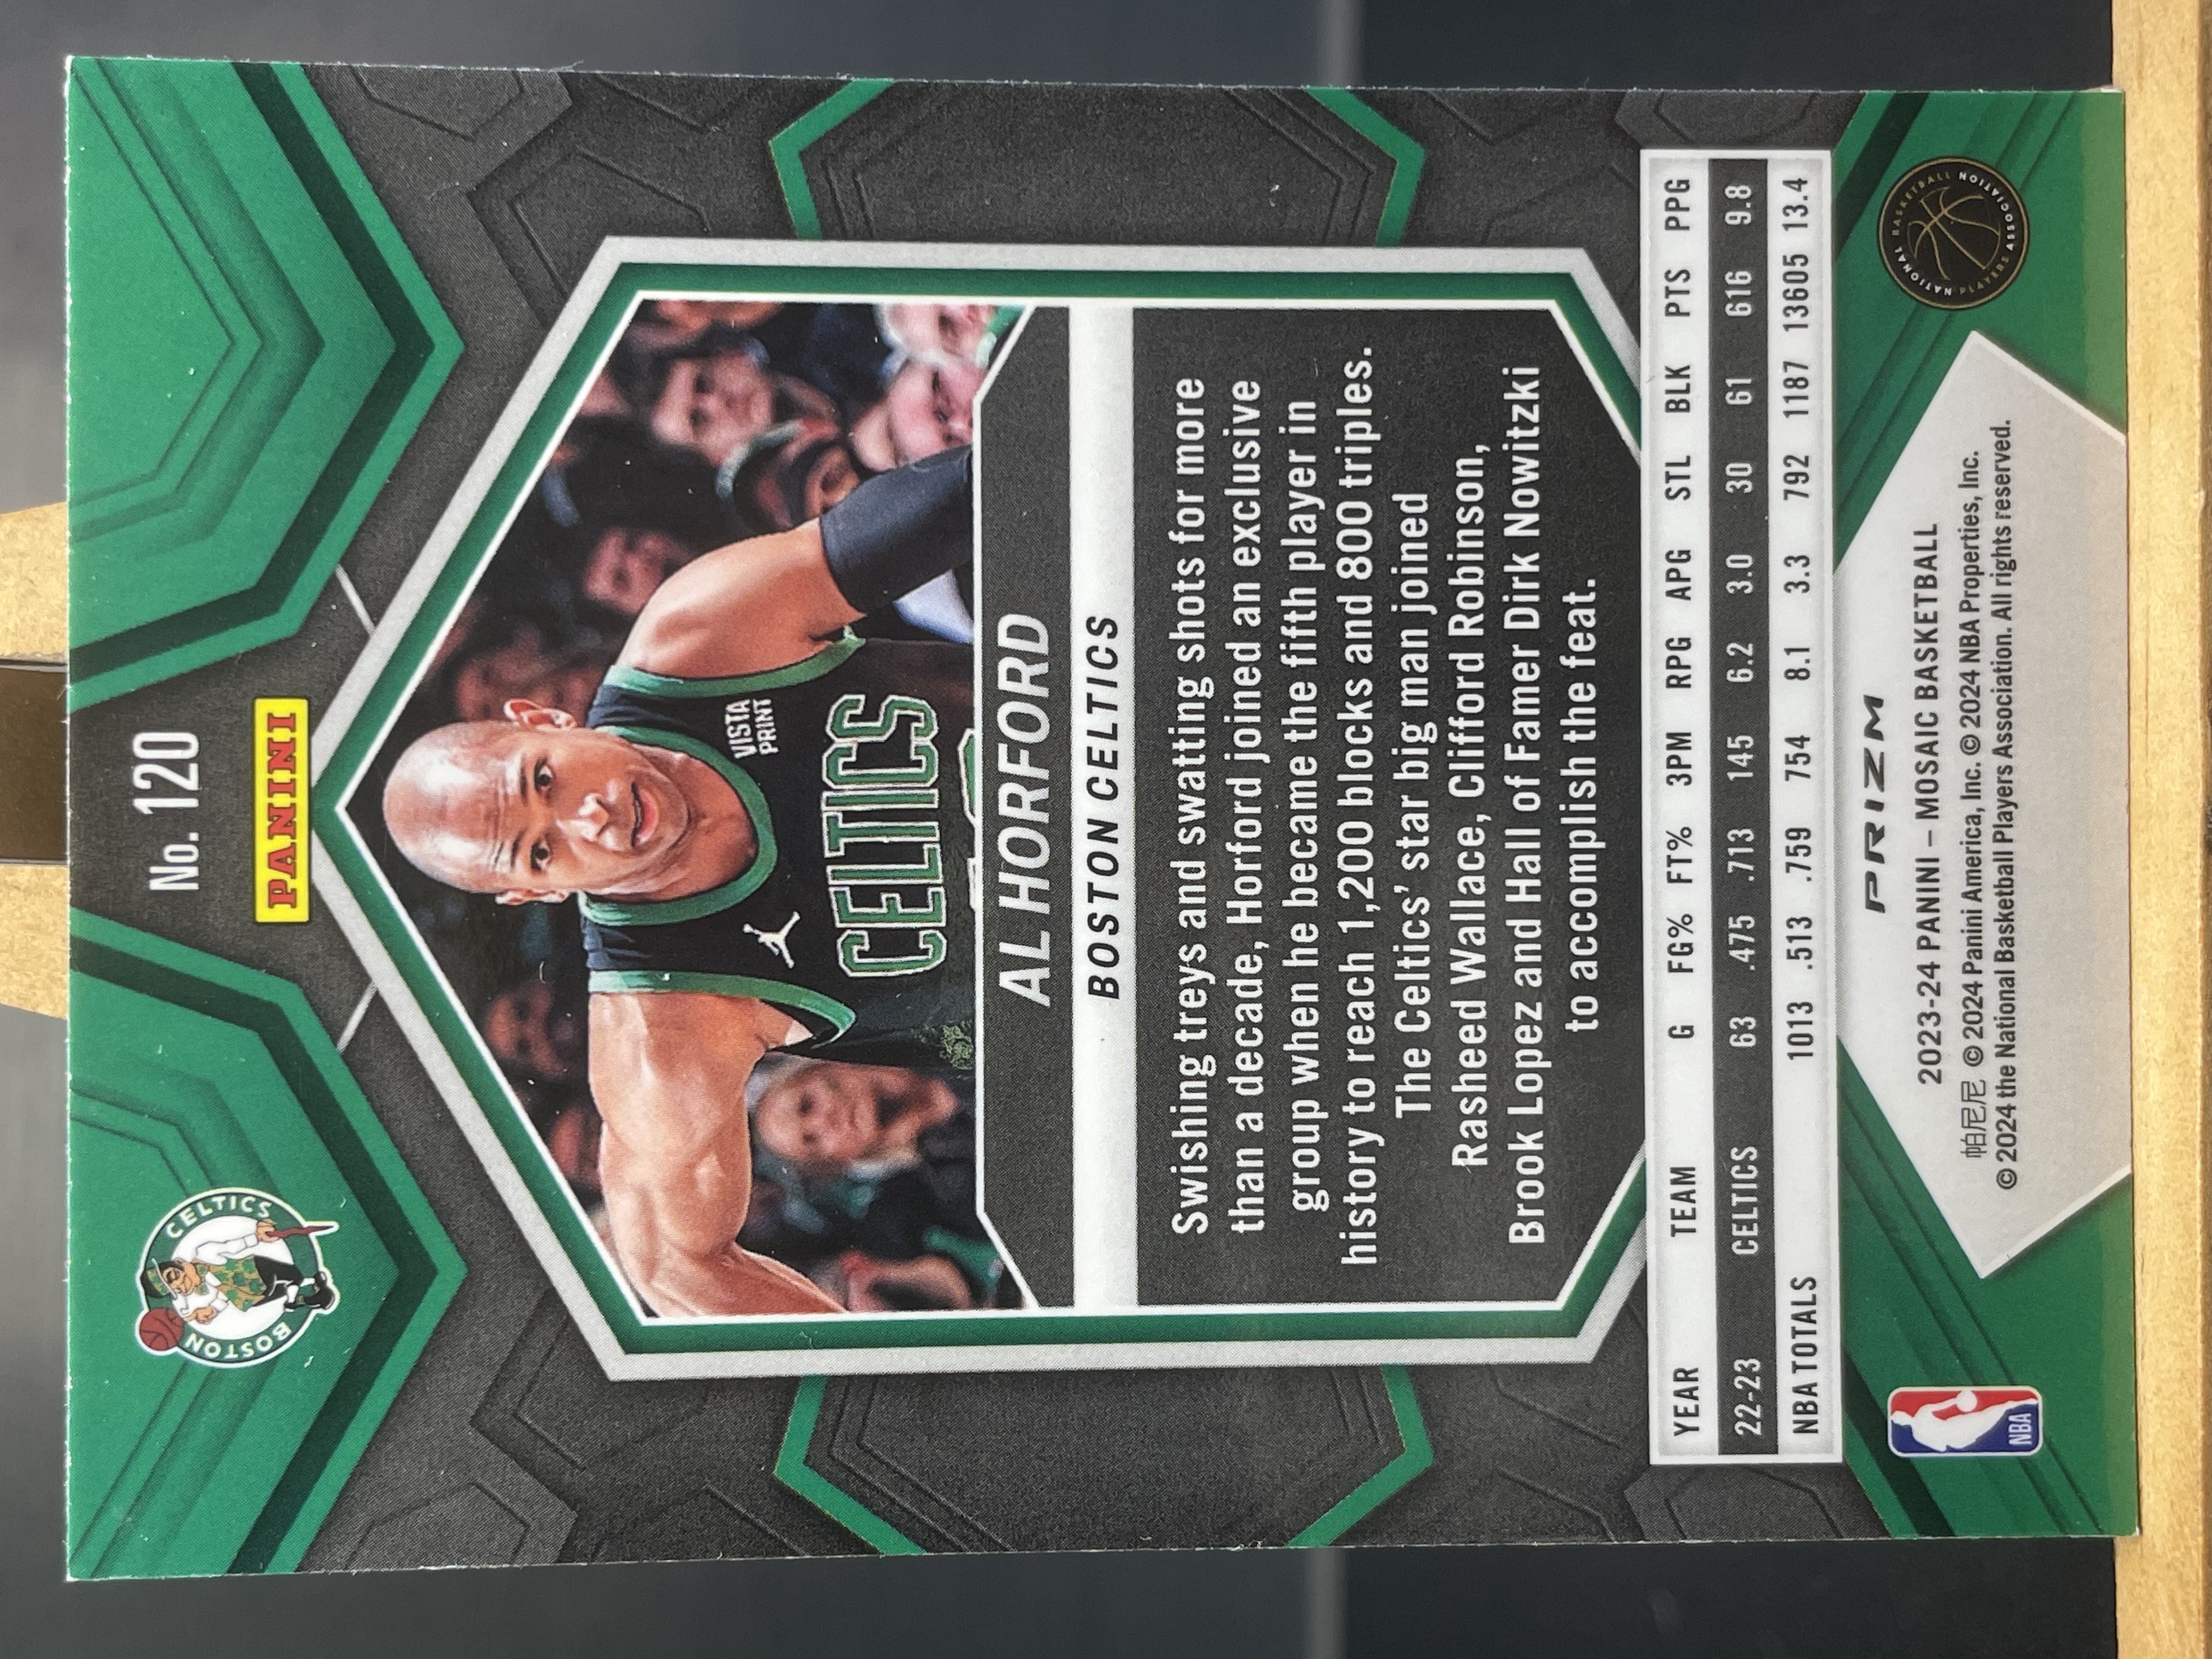 No. 120
CELTICS
BOSTON
PANINI
VISTA
PRINT
CELTICS
AL HORFORD
BOSTON CELTICS
Swishing treys and swatting shots for more
than a decade, Horford joined an exclusive
group when he became the fifth player in
history to reach 1,200 blocks and 800 triples.
The Celtics’ star big man joined
Rasheed Wallace, Clifford Robinson,
Brook Lopez and Hall of Famer Dirk Nowitzki
to accomplish the feat.
YEAR TEAM G FG% FT% 3PM RPG APG STL BLK PTS PPG
22-23 CELTICS 63 .475 .713 145 6.2 3.0 30 61 616 9.8
NBA TOTALS 1013 .513 .759 754 8.1 3.3 792 1187 13605 13.4
PRIZM
2023-24 PANINI – MOSAIC BASKETBALL
帕尼尼 © 2024 Panini America, Inc. © 2024 NBA Properties, Inc.
© 2024 the National Basketball Players Association. All rights reserved.
NBA
NATIONAL BASKETBALL PLAYERS ASSOCIATION